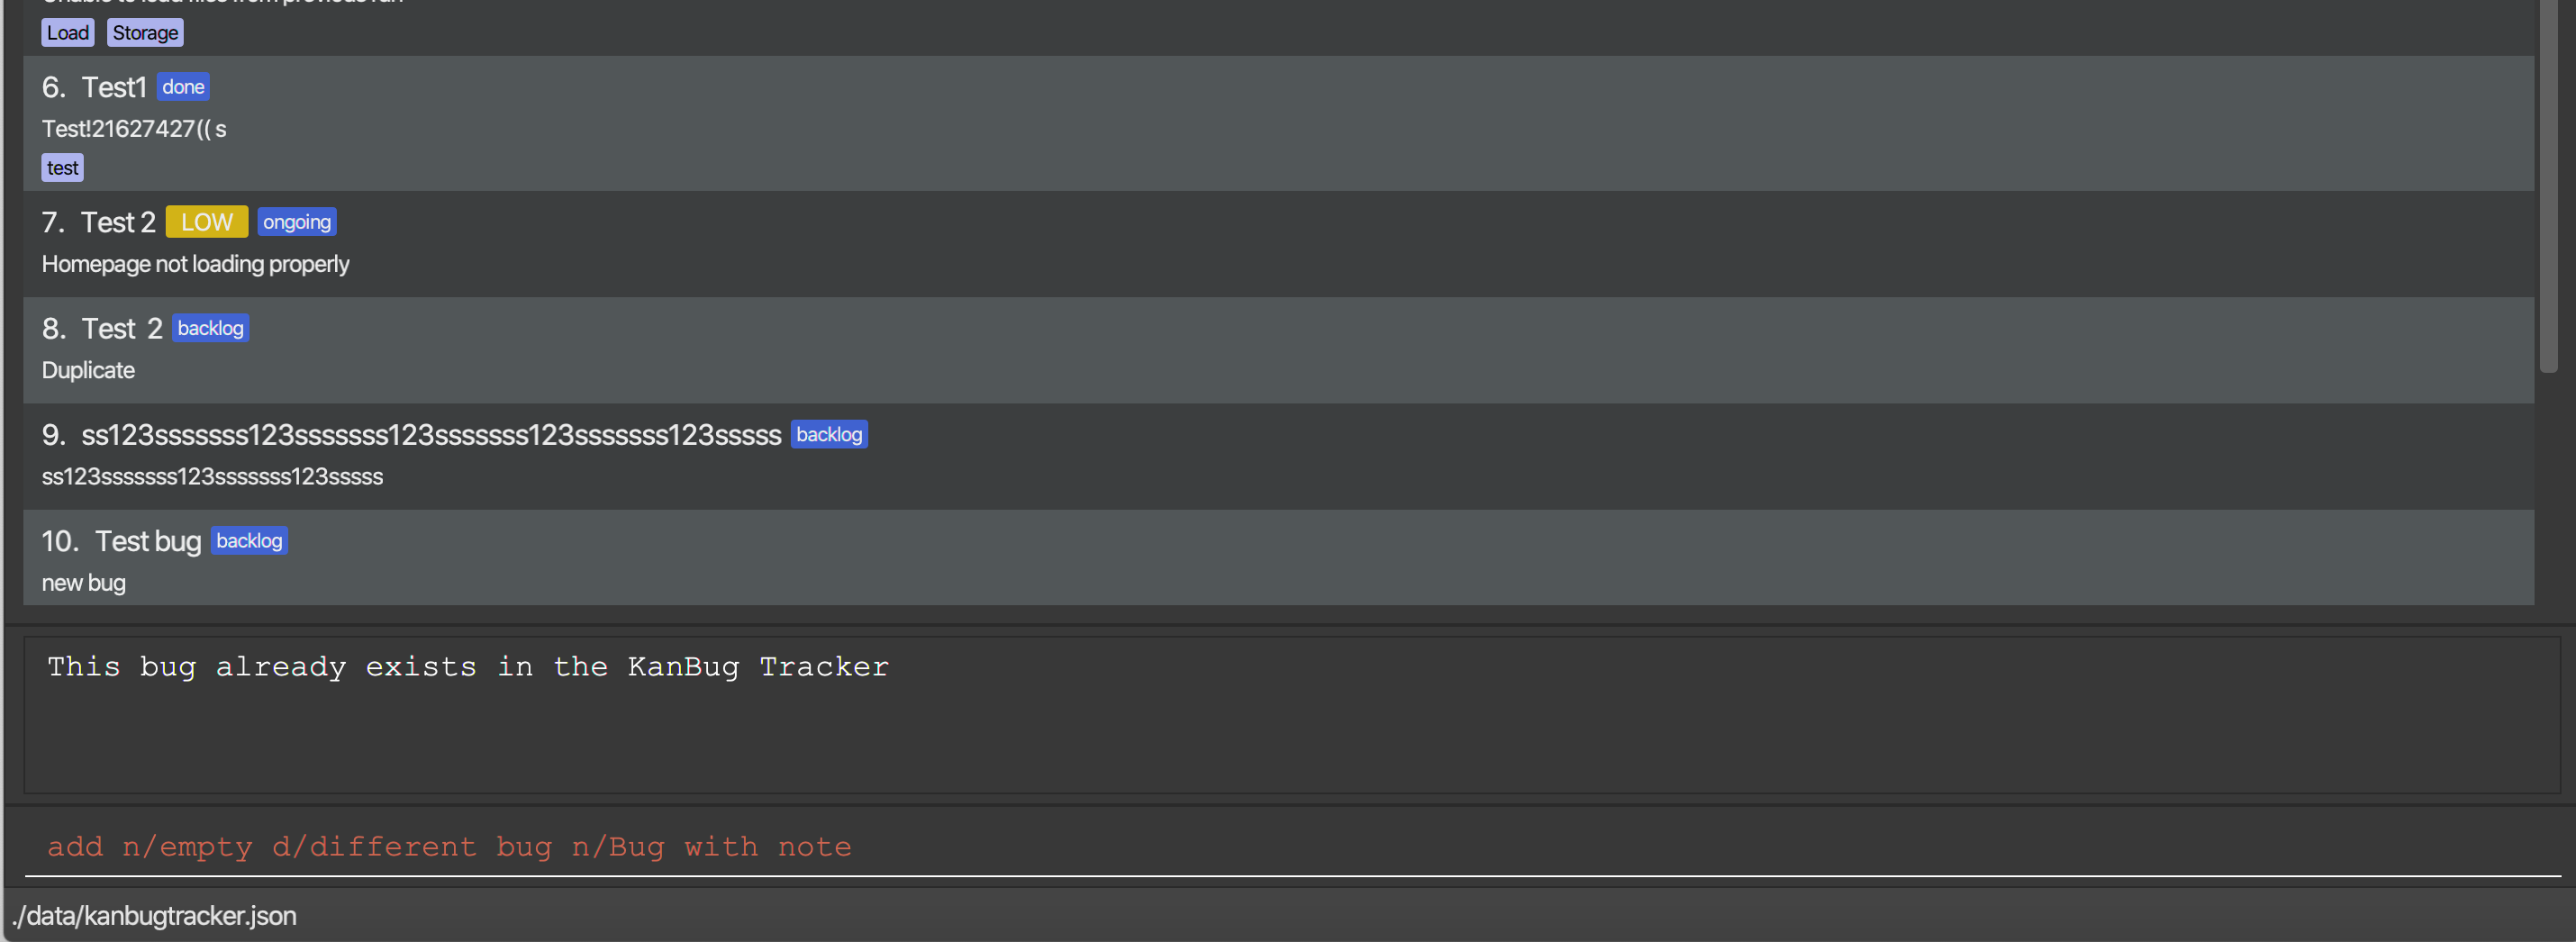 Load Storage
6. Test1 done
Test!21627427(( s
test
7. Test 2 LOW ongoing
Homepage not loading properly
8. Test  2 backlog
Duplicate
9. ss123sssssss123sssssss123sssssss123sssssss123sssss backlog
ss123sssssss123sssssss123sssss
10. Test bug backlog
new bug
This bug already exists in the KanBug Tracker
add n/empty d/different bug n/Bug with note
./data/kanbugtracker.json